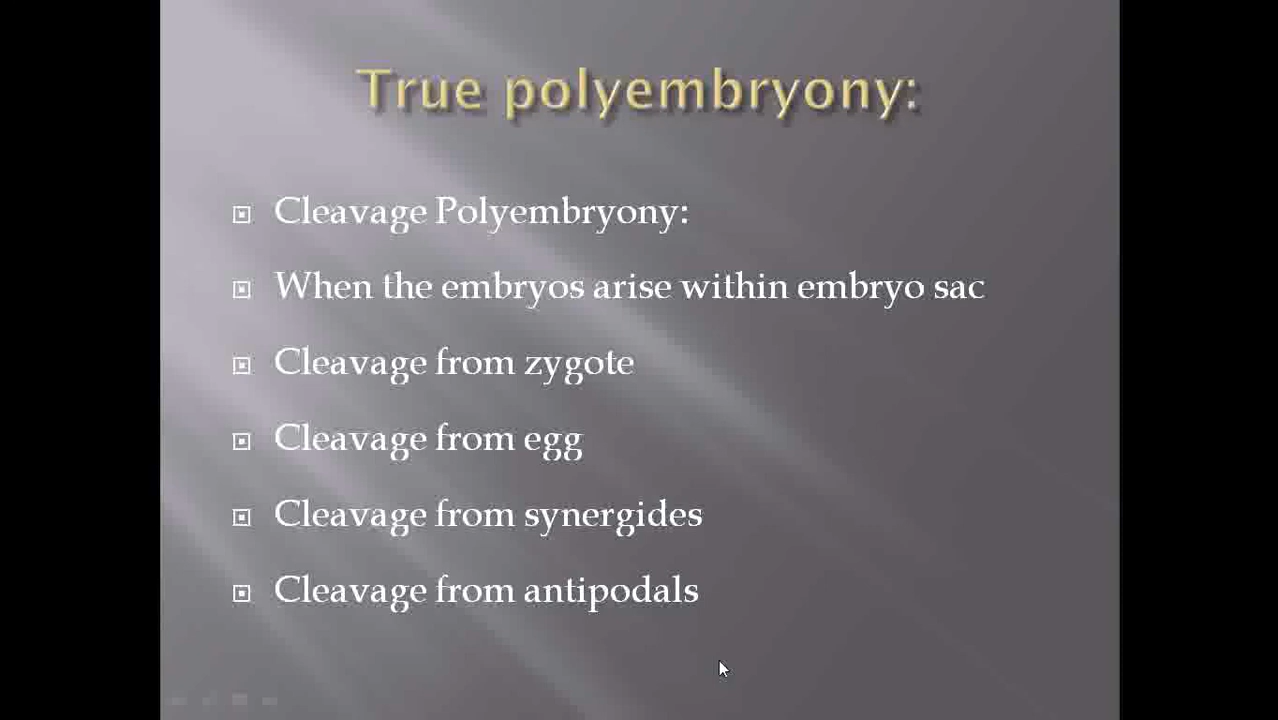 True polyembryony:
Cleavage Polyembryony:
When the embryos arise within embryo sac
Cleavage from zygote
Cleavage from egg
Cleavage from synergides
Cleavage from antipodals